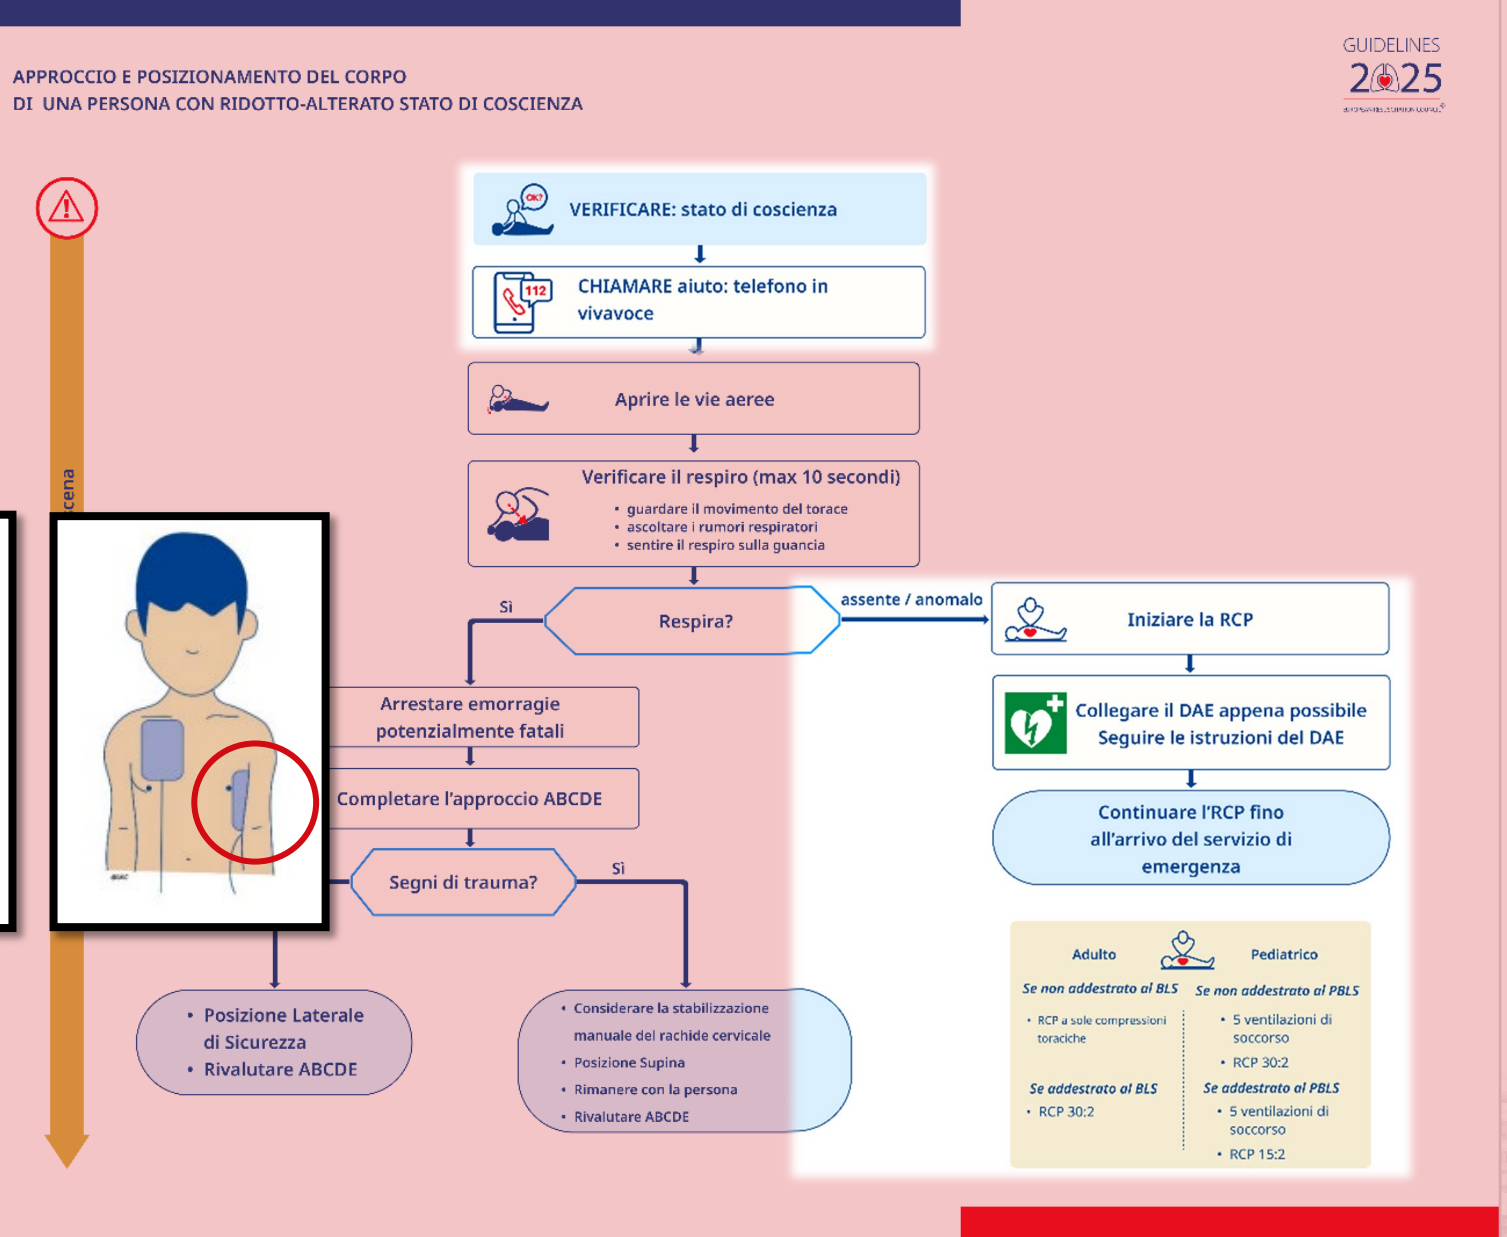 GUIDELINES
2025
EUROPEAN RESUSCITATION COUNCIL
APPROCCIO E POSIZIONAMENTO DEL CORPO
DI UNA PERSONA CON RIDOTTO-ALTERATO STATO DI COSCIENZA
OK?
VERIFICARE: stato di coscienza
112
CHIAMARE aiuto: telefono in
vivavoce
Aprire le vie aeree
Verificare il respiro (max 10 secondi)
• guardare il movimento del torace
• ascoltare i rumori respiratori
• sentire il respiro sulla guancia
Sì
Respira?
assente / anomalo
Iniziare la RCP
Collegare il DAE appena possibile
Seguire le istruzioni del DAE
Continuare l'RCP fino
all'arrivo del servizio di
emergenza
Arrestare emorragie
potenzialmente fatali
Completare l'approccio ABCDE
Segni di trauma?
Sì
• Posizione Laterale
di Sicurezza
• Rivalutare ABCDE
• Considerare la stabilizzazione
manuale del rachide cervicale
• Posizione Supina
• Rimanere con la persona
• Rivalutare ABCDE
Adulto
Se non addestrato al BLS
• RCP a sole compressioni
toraciche
Se addestrato al BLS
• RCP 30:2
Pediatrico
Se non addestrato al PBLS
• 5 ventilazioni di
soccorso
• RCP 30:2
Se addestrato al PBLS
• 5 ventilazioni di
soccorso
• RCP 15:2